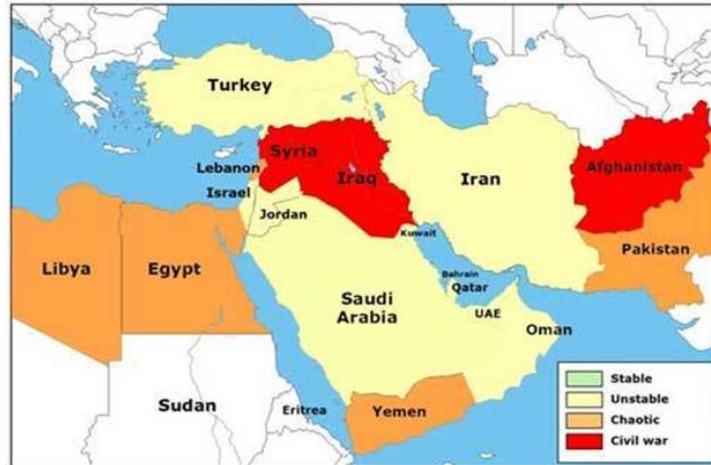 Turkey
Syria
Lebanon
Iraq
Iran
Afghanistan
Israel
Jordan
Kuwait
Pakistan
Libya
Egypt
Bahrain
Qatar
Saudi
Arabia
UAE
Oman
Sudan
Eritrea
Yemen
Stable
Unstable
Chaotic
Civil war